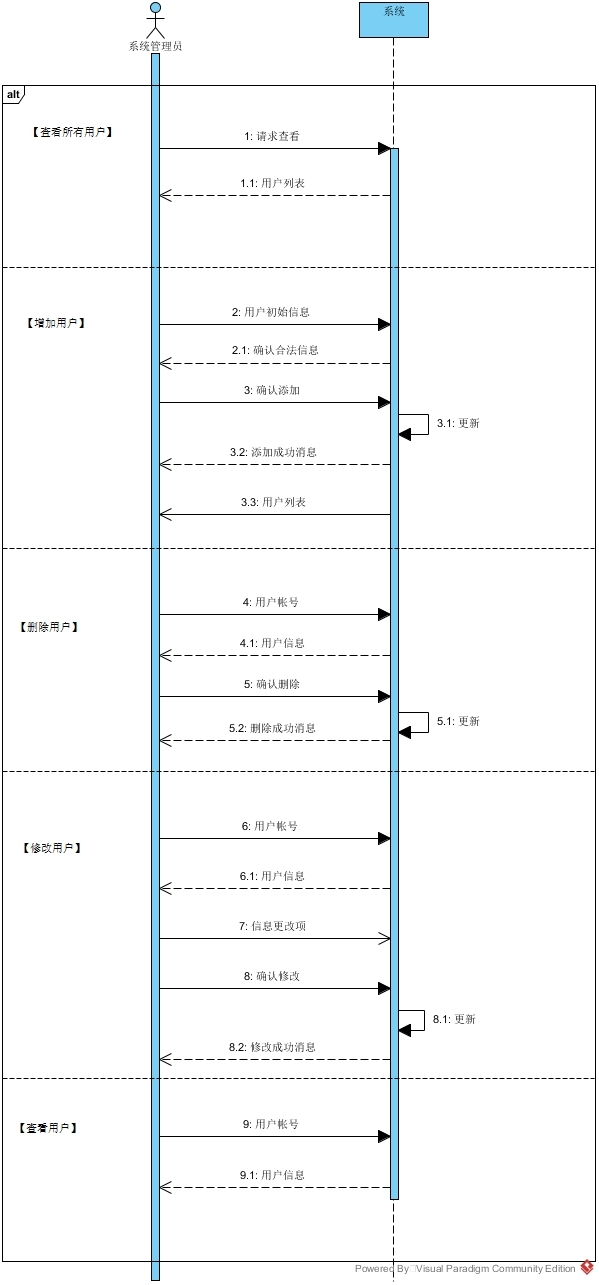 系统管理员
系统
alt
【查看所有用户】
1: 请求查看
1.1: 用户列表
【增加用户】
2: 用户初始信息
2.1: 确认合法信息
3: 确认添加
3.1: 更新
3.2: 添加成功消息
3.3: 用户列表
【删除用户】
4: 用户帐号
4.1: 用户信息
5: 确认删除
5.1: 更新
5.2: 删除成功消息
【修改用户】
6: 用户帐号
6.1: 用户信息
7: 信息更改项
8: 确认修改
8.1: 更新
8.2: 修改成功消息
【查看用户】
9: 用户帐号
9.1: 用户信息
Powered By Visual Paradigm Community Edition